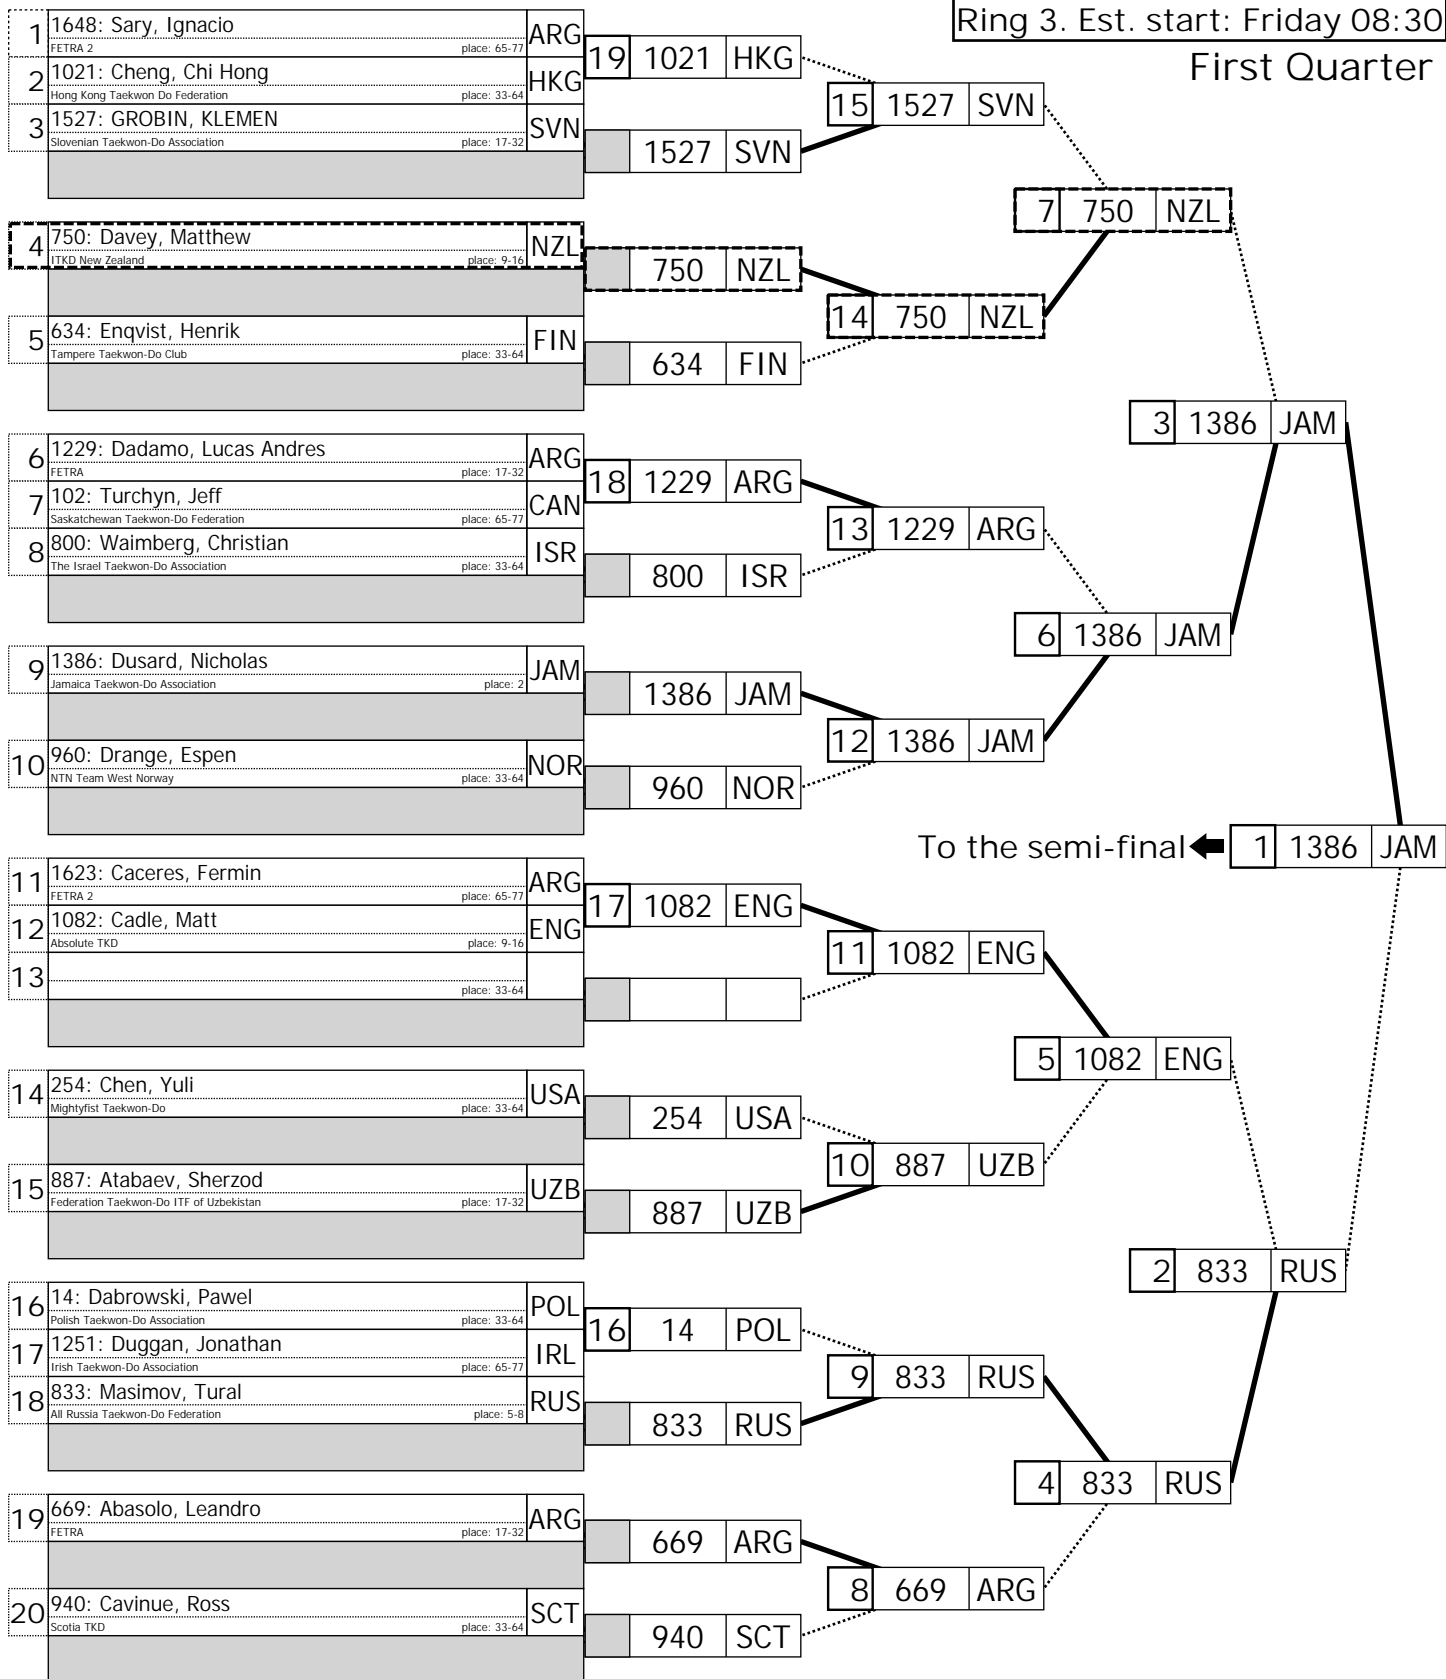 Ring 3. Est. start: Friday 08:30
First Quarter
1 1648: Sary, Ignacio ARG
FETRA 2 place: 65-77
2 1021: Cheng, Chi Hong HKG
Hong Kong Taekwon Do Federation place: 33-64
3 1527: GROBIN, KLEMEN SVN
Slovenian Taekwon-Do Association place: 17-32
4 750: Davey, Matthew NZL
ITKD New Zealand place: 9-16
5 634: Enqvist, Henrik FIN
Tampere Taekwon-Do Club place: 33-64
6 1229: Dadamo, Lucas Andres ARG
FETRA place: 17-32
7 102: Turchyn, Jeff CAN
Saskatchewan Taekwon-Do Federation place: 65-77
8 800: Waimberg, Christian ISR
The Israel Taekwon-Do Association place: 33-64
9 1386: Dusard, Nicholas JAM
Jamaica Taekwon-Do Association place: 2
10 960: Drange, Espen NOR
NTN Team West Norway place: 33-64
11 1623: Caceres, Fermin ARG
FETRA 2 place: 65-77
12 1082: Cadle, Matt ENG
Absolute TKD place: 9-16
13
place: 33-64
14 254: Chen, Yuli USA
Mightyfist Taekwon-Do place: 33-64
15 887: Atabaev, Sherzod UZB
Federation Taekwon-Do ITF of Uzbekistan place: 17-32
16 14: Dabrowski, Pawel POL
Polish Taekwon-Do Association place: 33-64
17 1251: Duggan, Jonathan IRL
Irish Taekwon-Do Association place: 65-77
18 833: Masimov, Tural RUS
All Russia Taekwon-Do Federation place: 5-8
19 669: Abasolo, Leandro ARG
FETRA place: 17-32
20 940: Cavinue, Ross SCT
Scotia TKD place: 33-64
19 1021 HKG
1527 SVN
750 NZL
634 FIN
18 1229 ARG
800 ISR
1386 JAM
960 NOR
17 1082 ENG
254 USA
887 UZB
16 14 POL
833 RUS
669 ARG
940 SCT
15 1527 SVN
14 750 NZL
13 1229 ARG
12 1386 JAM
11 1082 ENG
10 887 UZB
9 833 RUS
8 669 ARG
7 750 NZL
6 1386 JAM
5 1082 ENG
4 833 RUS
3 1386 JAM
2 833 RUS
To the semi-final 1 1386 JAM